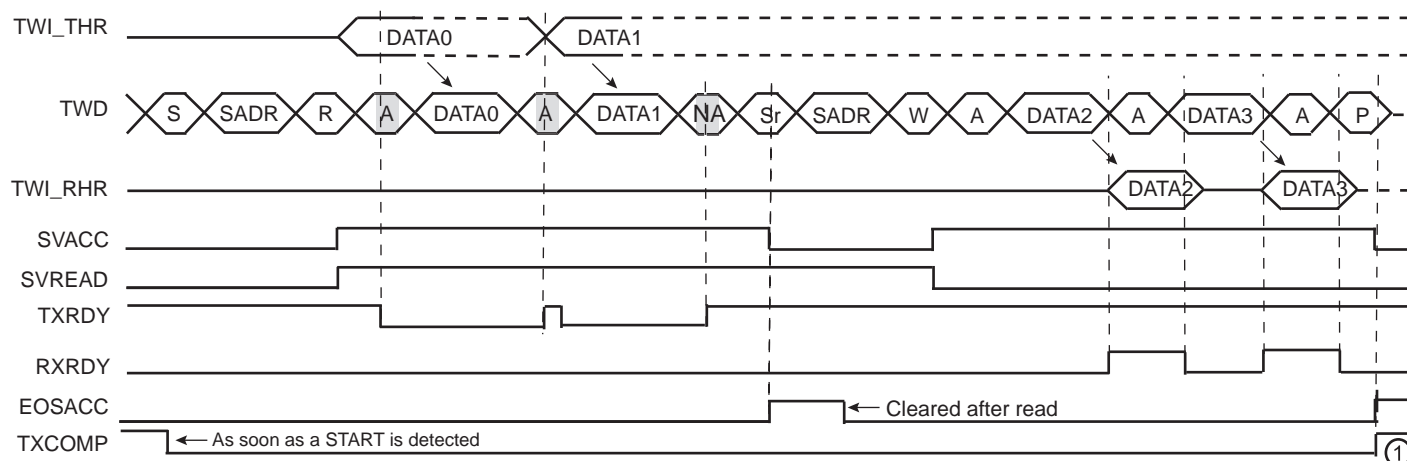 TWI_THR DATA0 DATA1
TWD S SADR R A DATA0 A DATA1 NA Sr SADR W A DATA2 A DATA3 A P
TWI_RHR DATA2 DATA3
SVACC
SVREAD
TXRDY
RXRDY
EOSACC Cleared after read
TXCOMP As soon as a START is detected 1